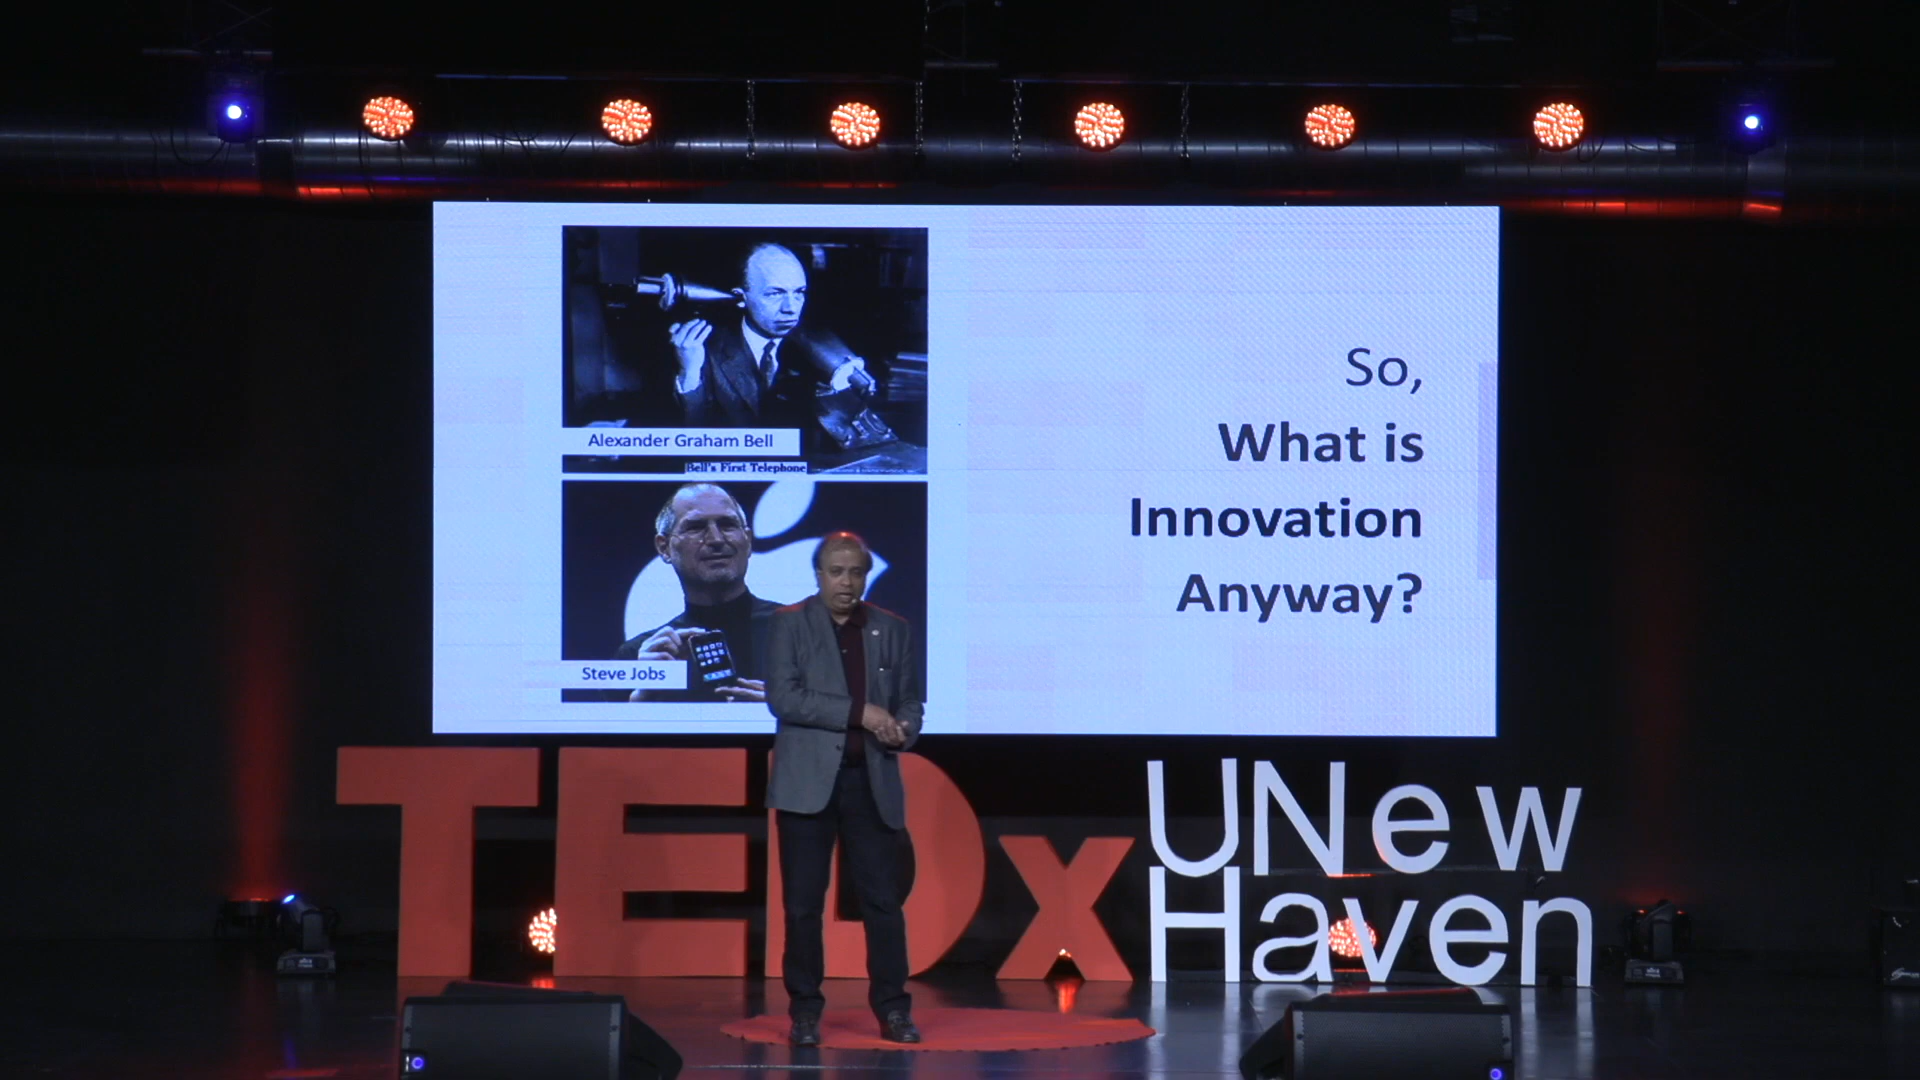 Alexander Graham Bell
Bell's First Telephone
Steve Jobs
So,
What is
Innovation
Anyway?
TEDx
UNew
Haven